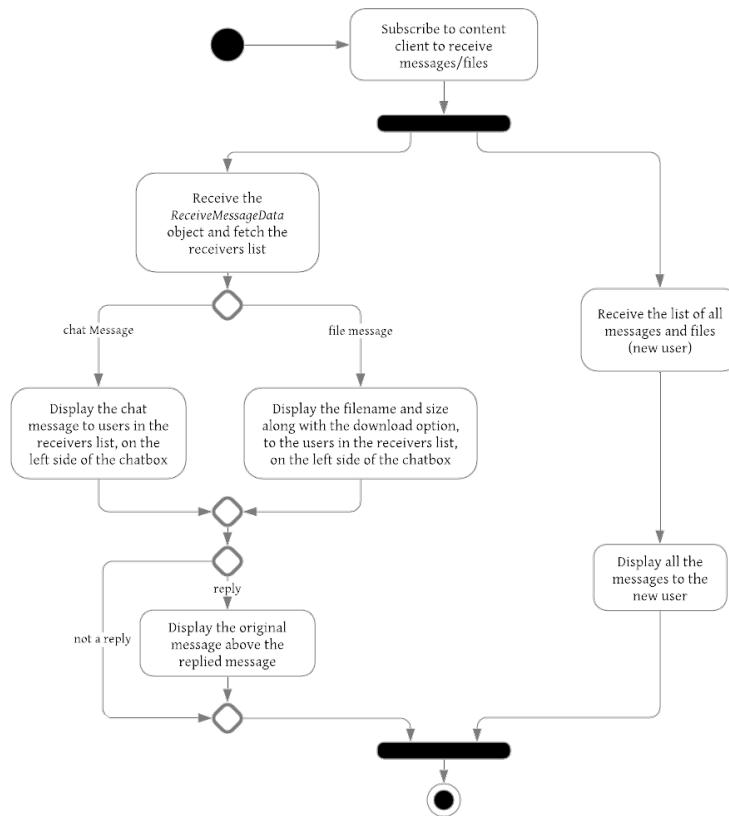 Subscribe to content
client to receive
messages/files
Receive the
ReceiveMessageData
object and fetch the
receivers list
chat Message
file message
Receive the list of all
messages and files
(new user)
Display the chat
message to users in the
receivers list, on the
left side of the chatbox
Display the filename and size
along with the download option,
to the users in the receivers list,
on the left side of the chatbox
Display all the
messages to the
new user
reply
not a reply
Display the original
message above the
replied message